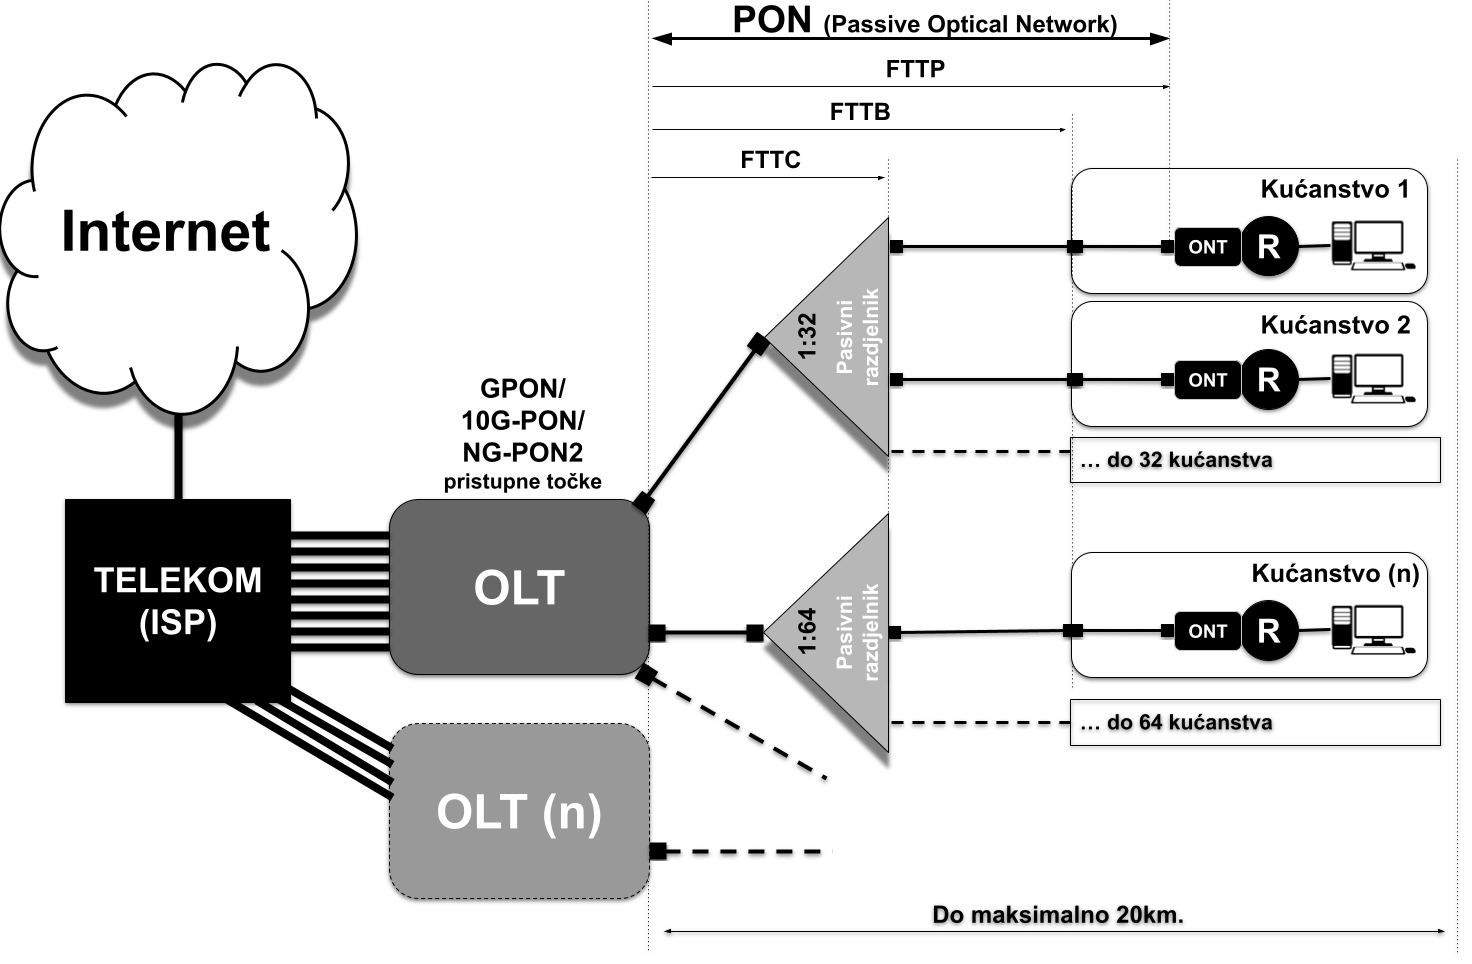 PON (Passive Optical Network)
FTTP
FTTB
FTTC
Internet
GPON/
10G-PON/
NG-PON2
pristupne točke
TELEKOM
(ISP)
OLT
OLT (n)
1:32
Pasivni
razdjelnik
1:64
Pasivni
razdjelnik
Kućanstvo 1
ONT R
Kućanstvo 2
ONT R
... do 32 kućanstva
Kućanstvo (n)
ONT R
... do 64 kućanstva
Do maksimalno 20km.